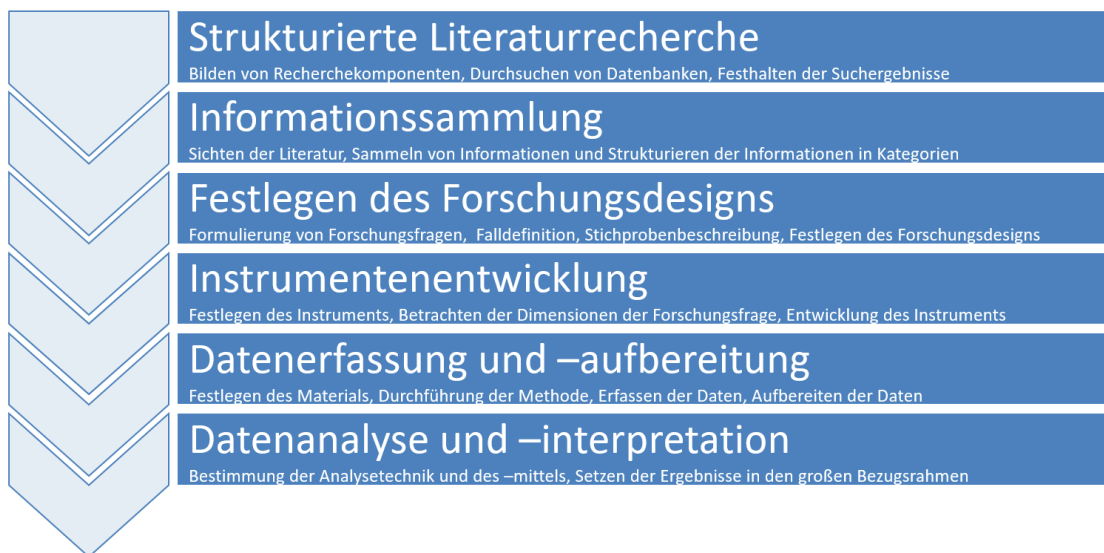 Strukturierte Literaturrecherche
Bilden von Recherchekomponenten, Durchsuchen von Datenbanken, Festhalten der Suchergebnisse
Informationssammlung
Sichten der Literatur, Sammeln von Informationen und Strukturieren der Informationen in Kategorien
Festlegen des Forschungsdesigns
Formulierung von Forschungsfragen, Falldefinition, Stichprobenbeschreibung, Festlegen des Forschungsdesigns
Instrumentenentwicklung
Festlegen des Instruments, Betrachten der Dimensionen der Forschungsfrage, Entwicklung des Instruments
Datenerfassung und –aufbereitung
Festlegen des Materials, Durchführung der Methode, Erfassen der Daten, Aufbereiten der Daten
Datenanalyse und –interpretation
Bestimmung der Analysetechnik und des –mittels, Setzen der Ergebnisse in den großen Bezugsrahmen